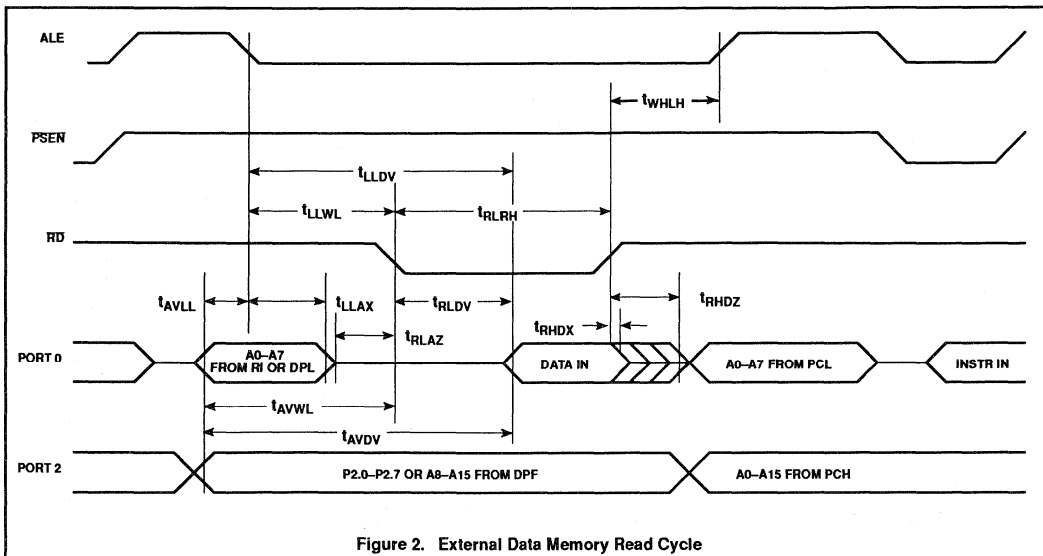 ALE
tWHLH
PSEN
tLLDV
tLLWL
tRLRH
RD
tAVLL
tLLAX
tRLDV
tRHDZ
tRLAZ
tRHDX
PORT 0
A0–A7
FROM RI OR DPL
DATA IN
A0–A7 FROM PCL
INSTR IN
tAVWL
tAVDV
PORT 2
P2.0–P2.7 OR A8–A15 FROM DPF
A0–A15 FROM PCH
Figure 2. External Data Memory Read Cycle